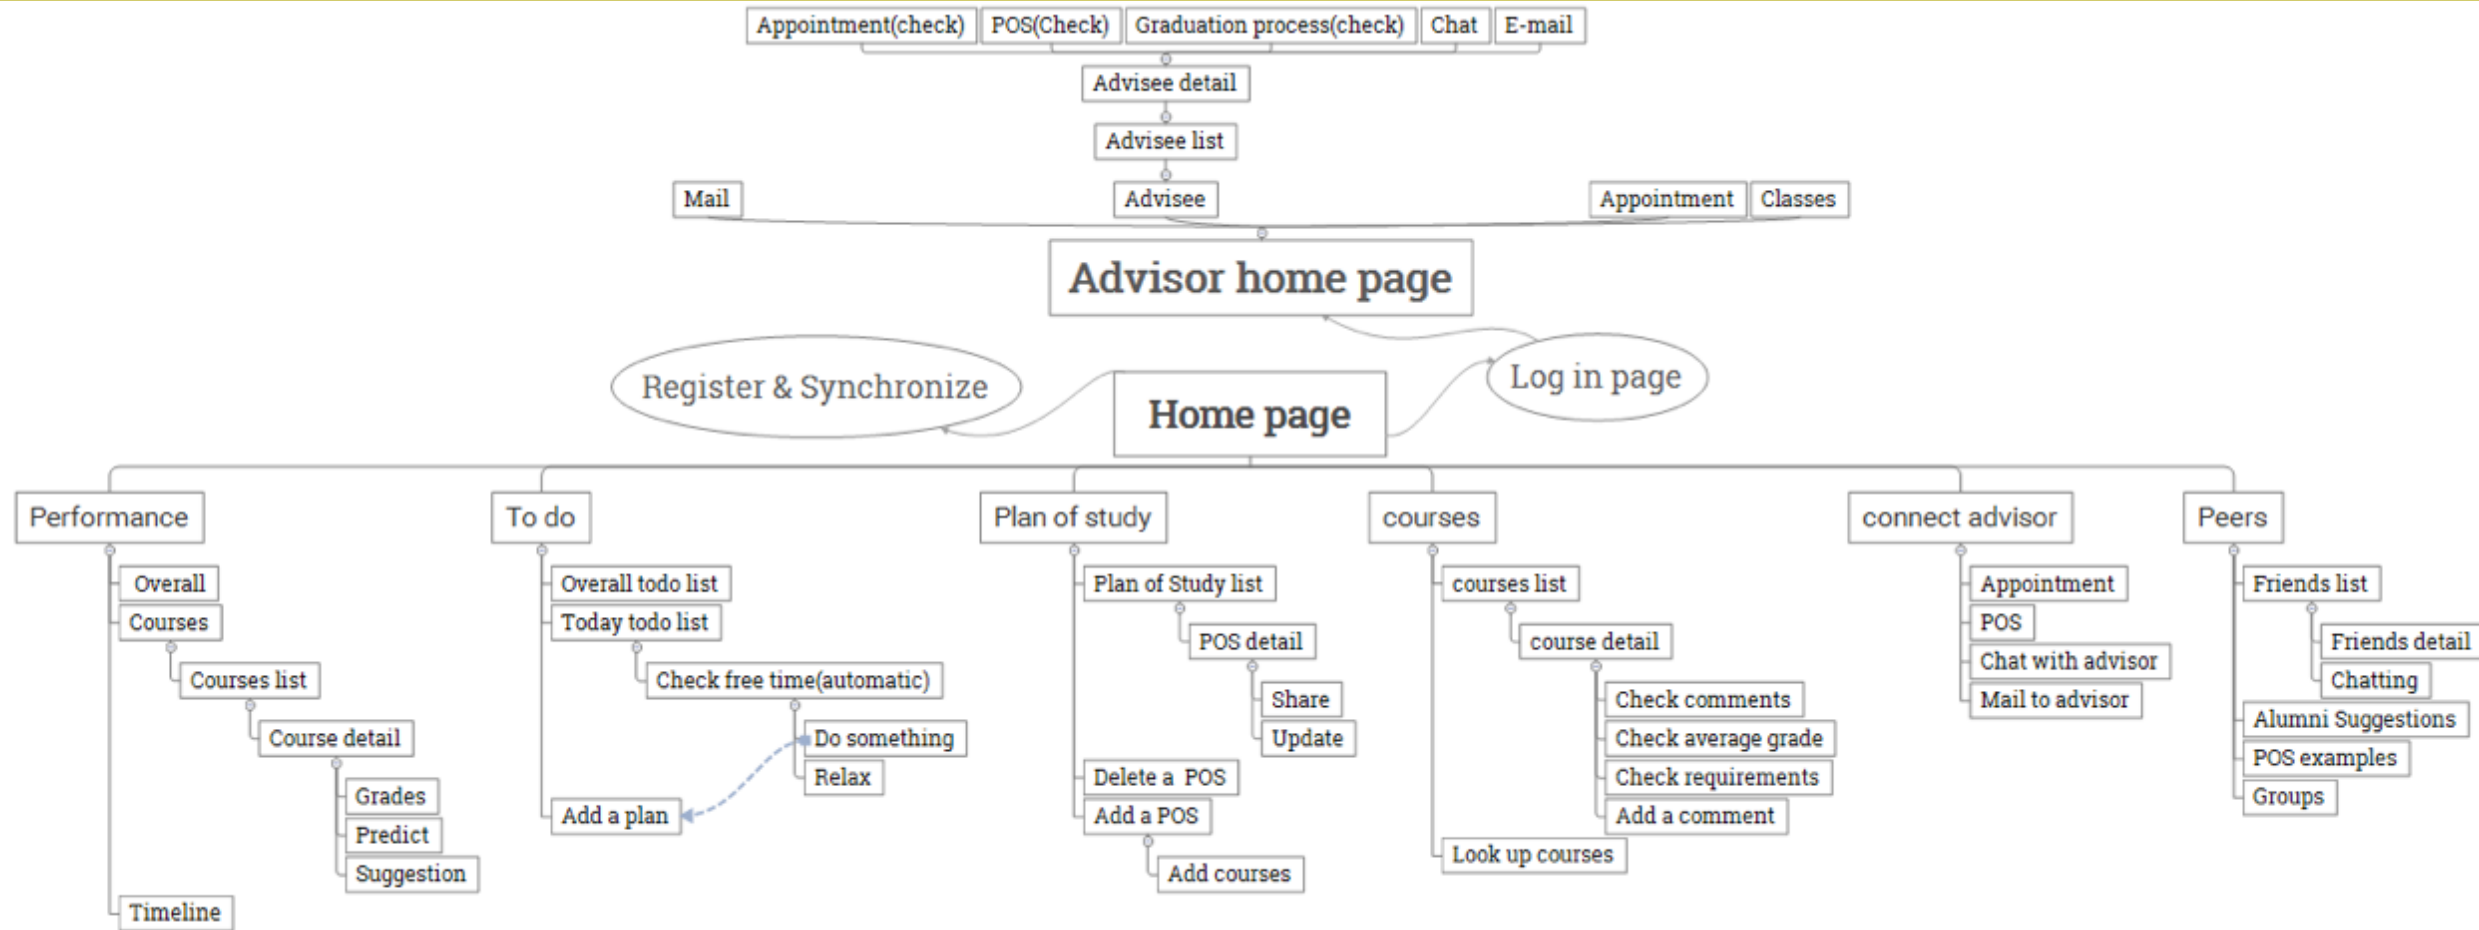 Appointment(check) POS(Check) Graduation process(check) Chat E-mail
Advisee detail
Advisee list
Mail Advisee Appointment Classes
Advisor home page
Register & Synchronize
Log in page
Home page
Performance
Overall
Courses
Courses list
Course detail
Grades
Predict
Suggestion
Timeline
To do
Overall todo list
Today todo list
Check free time(automatic)
Do something
Relax
Add a plan
Plan of study
Plan of Study list
POS detail
Share
Update
Delete a POS
Add a POS
Add courses
courses
courses list
course detail
Check comments
Check average grade
Check requirements
Add a comment
Look up courses
connect advisor
Appointment
POS
Chat with advisor
Mail to advisor
Peers
Friends list
Friends detail
Chatting
Alumni Suggestions
POS examples
Groups